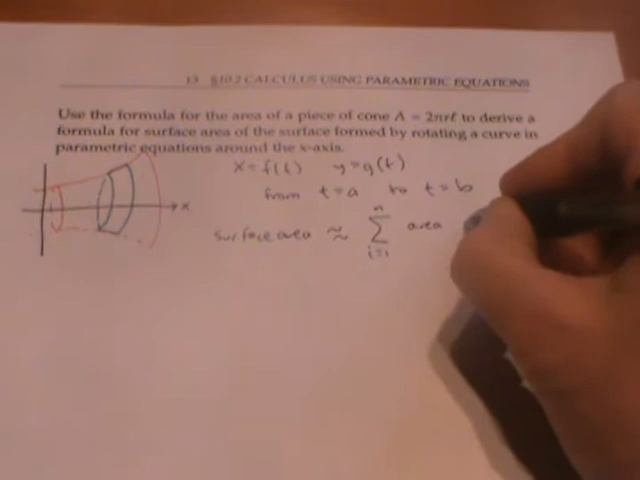 13 §10.2 CALCULUS USING PARAMETRIC EQUATIONS
Use the formula for the area of a piece of cone A = 2πrℓ to derive a
formula for surface area of the surface formed by rotating a curve in
parametric equations around the x-axis.
x = f(t) y = g(t)
from t = a to t = b
surface area ≈ n∑i=1 area
x